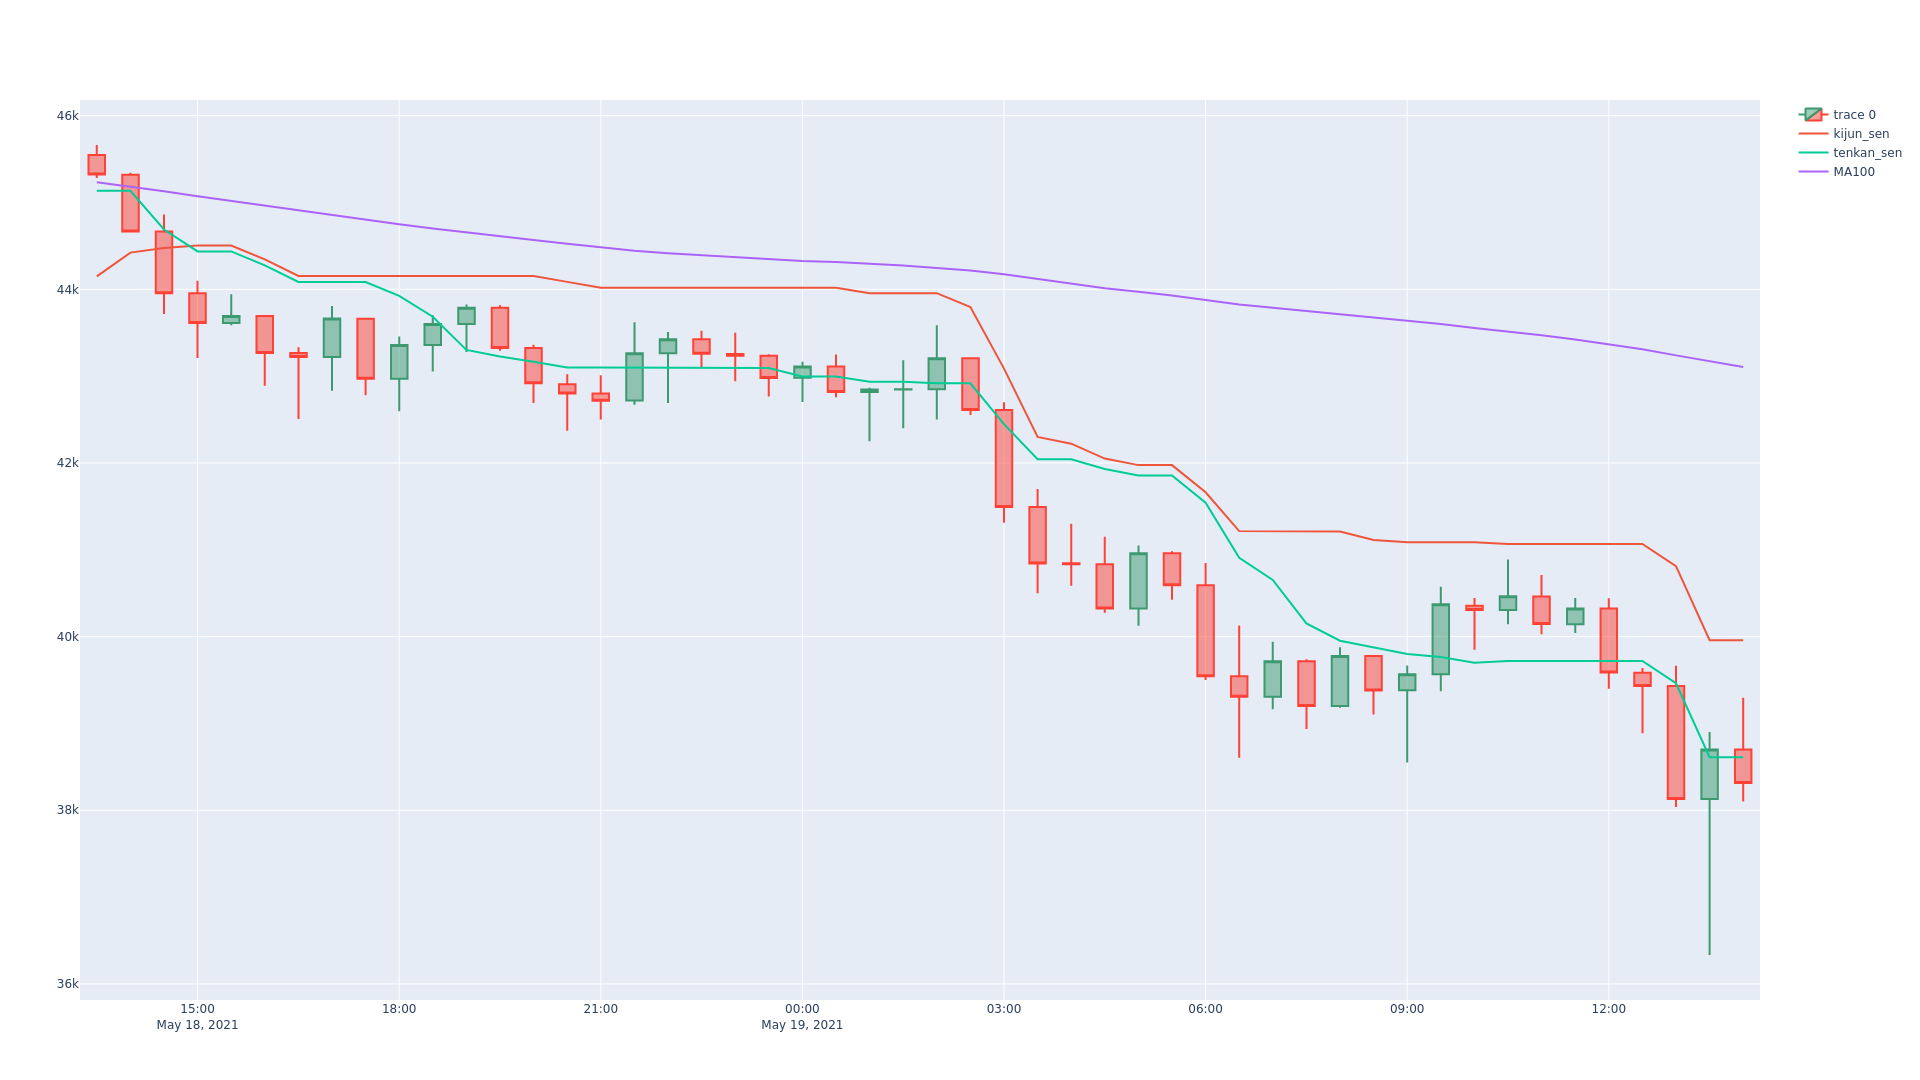 46k
44k
42k
40k
38k
36k
15:00
May 18, 2021
18:00
21:00
00:00
May 19, 2021
03:00
06:00
09:00
12:00
trace 0
kijun_sen
tenkan_sen
MA100